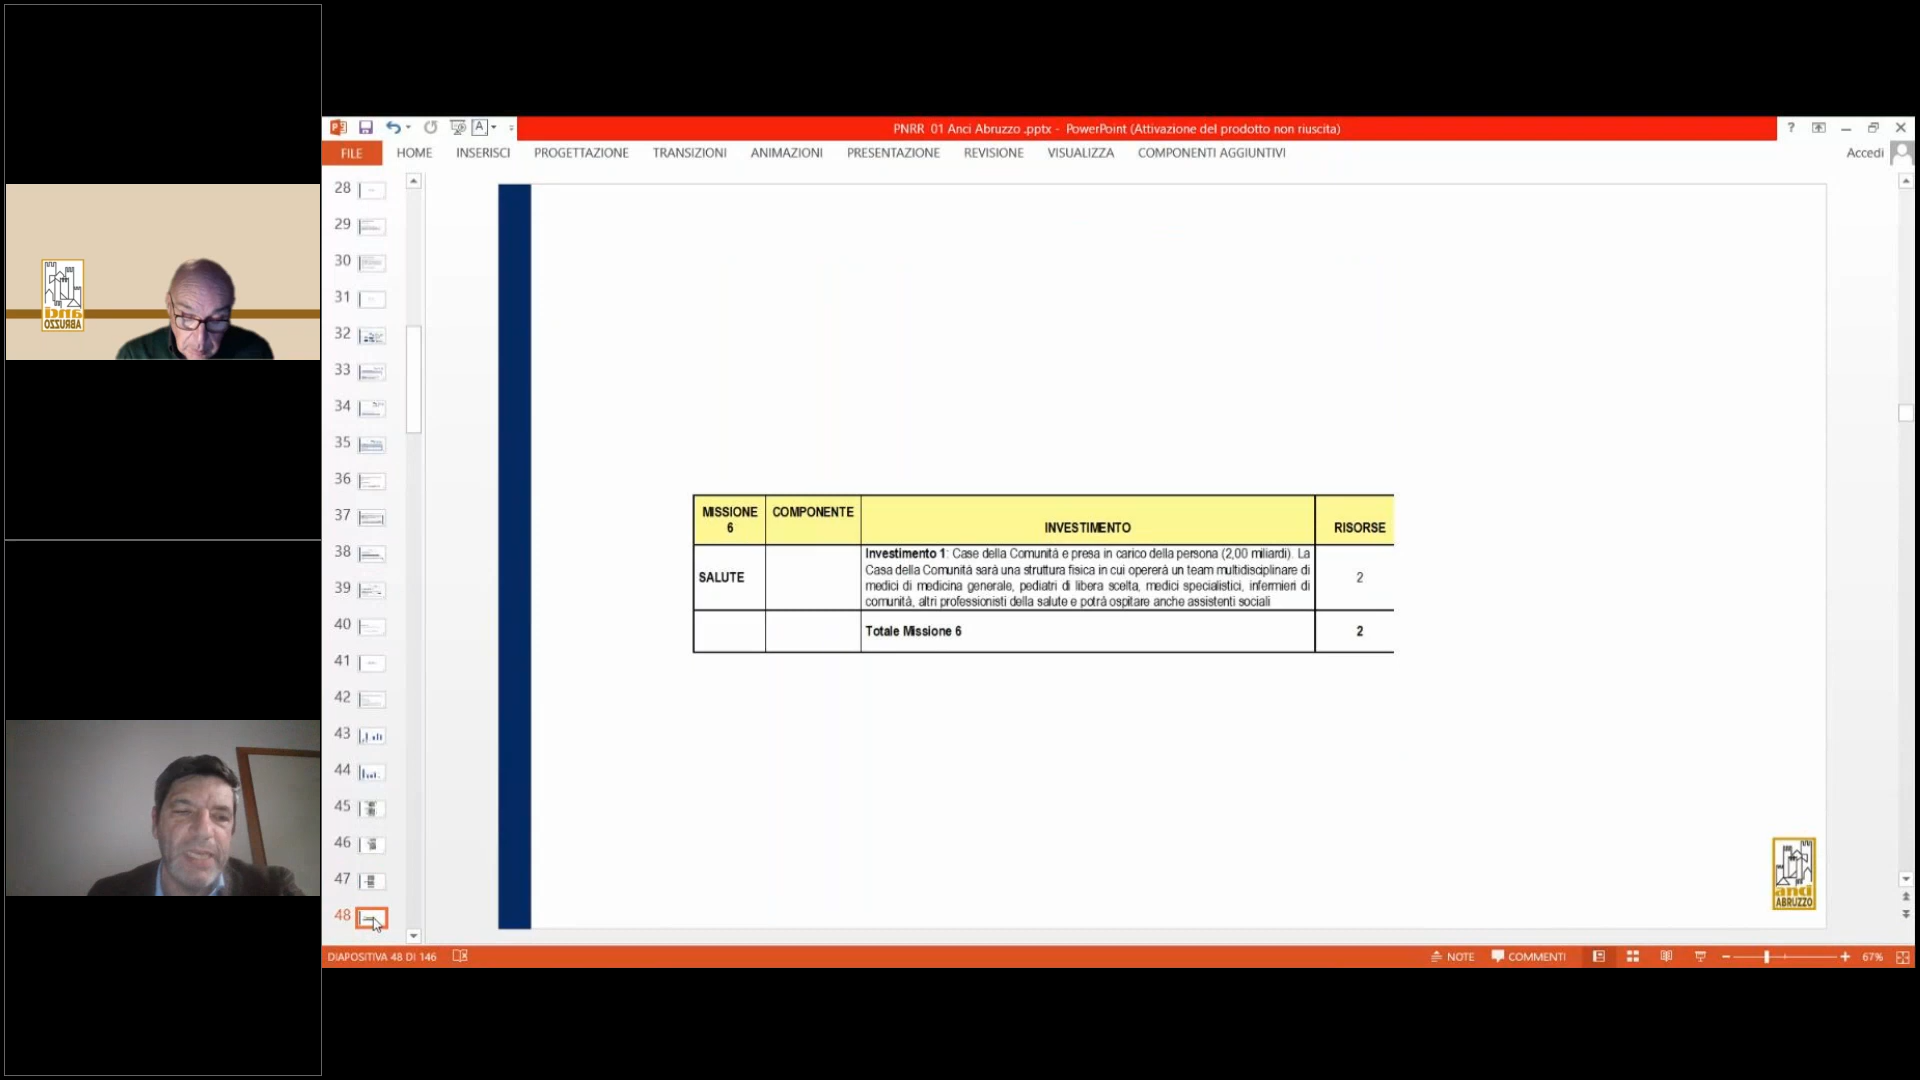 PNRR 01 Anci Abruzzo .pptx - PowerPoint (Attivazione del prodotto non riuscita)
FILE HOME INSERISCI PROGETTAZIONE TRANSIZIONI ANIMAZIONI PRESENTAZIONE REVISIONE VISUALIZZA COMPONENTI AGGIUNTIVI Accedi
28
29
30
31
32
33
34
35
36
37
38
39
40
41
42
43
44
45
46
47
48
MISSIONE 6 COMPONENTE INVESTIMENTO RISORSE
SALUTE
Investimento 1: Case della Comunità e presa in carico della persona (2,00 miliardi). La
Casa della Comunità sarà una struttura fisica in cui opererà un team multidisciplinare di
medici di medicina generale, pediatri di libera scelta, medici specialistici, infermieri di
comunità, altri professionisti della salute e potrà ospitare anche assistenti sociali
2
Totale Missione 6 2
anci
ABRUZZO
anci
ABRUZZO
DIAPOSITIVA 48 DI 146 NOTE COMMENTI 67%